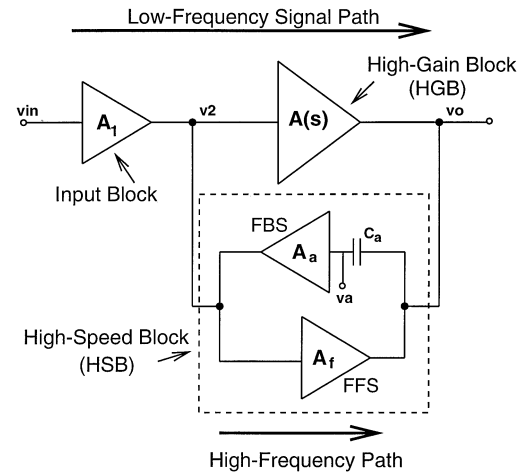 Low-Frequency Signal Path
High-Gain Block
(HGB)
vin
A1
v2
A(s)
vo
Input Block
FBS
Aa
Ca
va
High-Speed Block
(HSB)
Af
FFS
High-Frequency Path